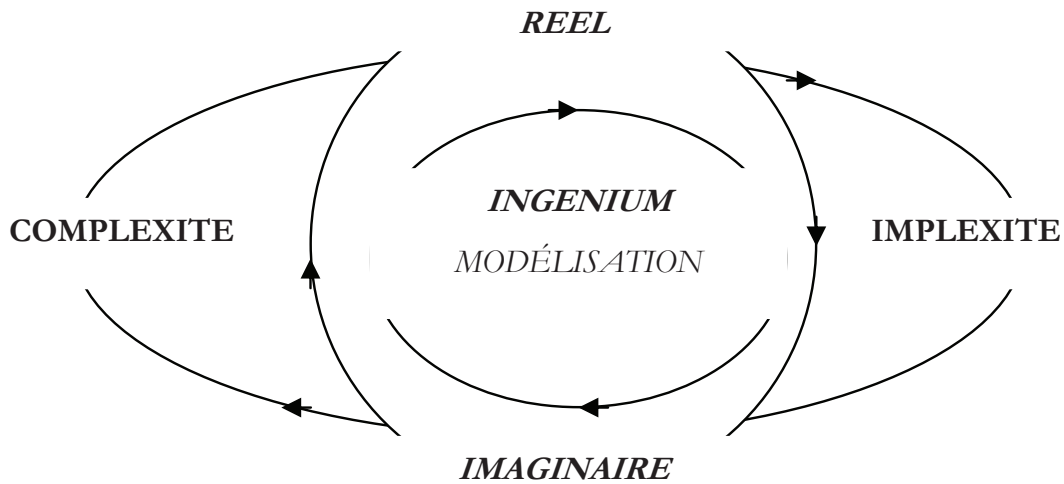 REEL
INGENIUM
COMPLEXITE
IMPLEXITE
MODÉLISATION
IMAGINAIRE